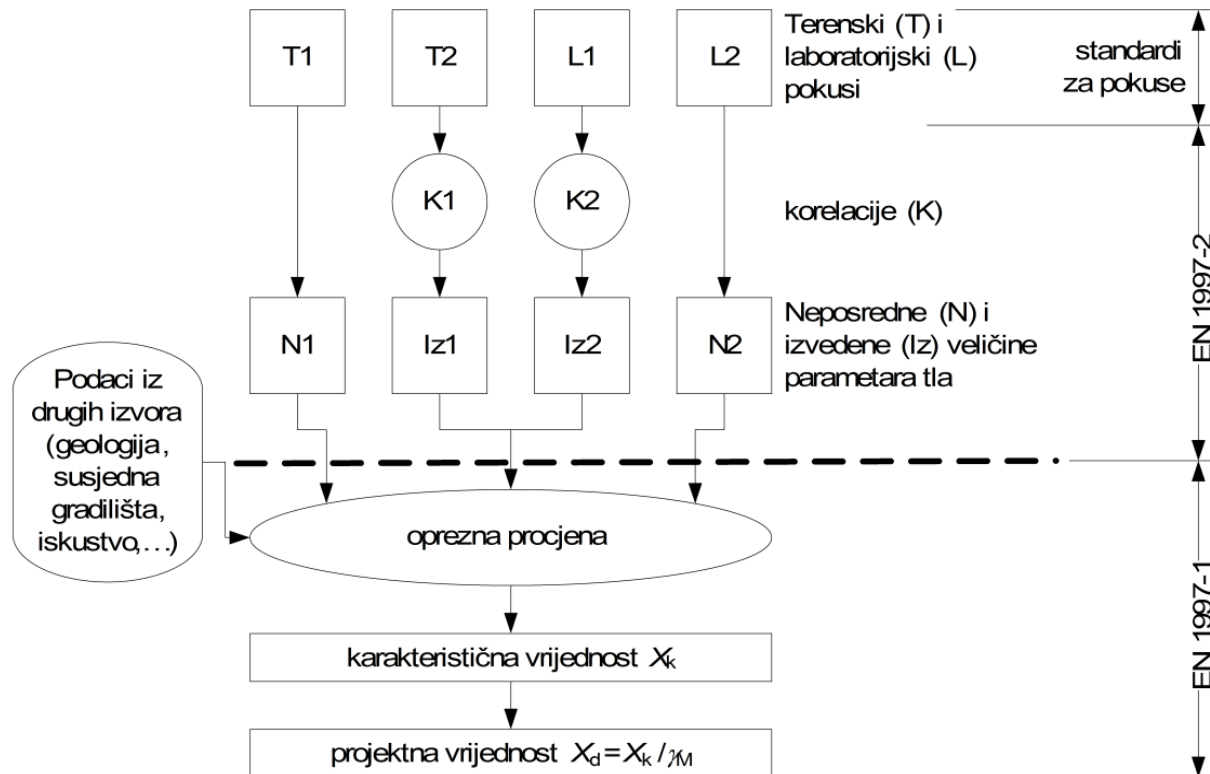 T1
T2
L1
L2
Terenski (T) i
laboratorijski (L)
pokusi
standardi
za pokuse
K1
K2
korelacije (K)
EN 1997-2
N1
Iz1
Iz2
N2
Neposredne (N) i
izvedene (Iz) veličine
parametara tla
Podaci iz
drugih izvora
(geologija,
susjedna
gradilišta,
iskustvo,...)
oprezna procjena
EN 1997-1
karakteristična vrijednost Xk
projektna vrijednost Xd = Xk / γM